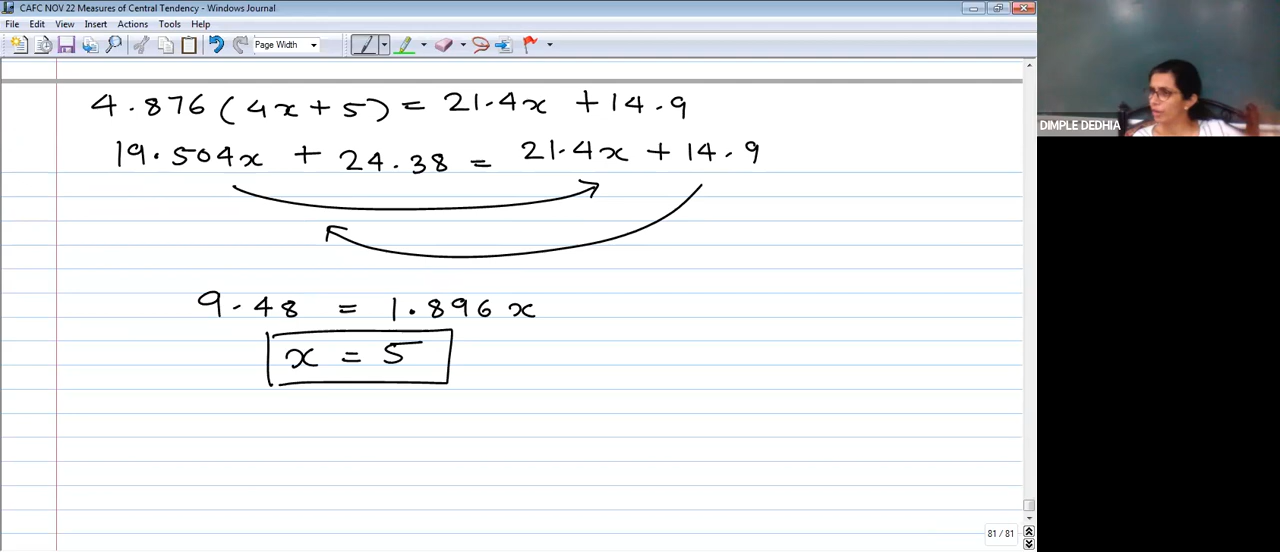 CAFC NOV 22 Measures of Central Tendency - Windows Journal
File Edit View Insert Actions Tools Help
Page Width
4.876(4x+5) = 21.4x + 14.9
19.504x + 24.38 = 21.4x + 14.9
9.48 = 1.896x
x = 5
81 / 81
DIMPLE DEDHIA